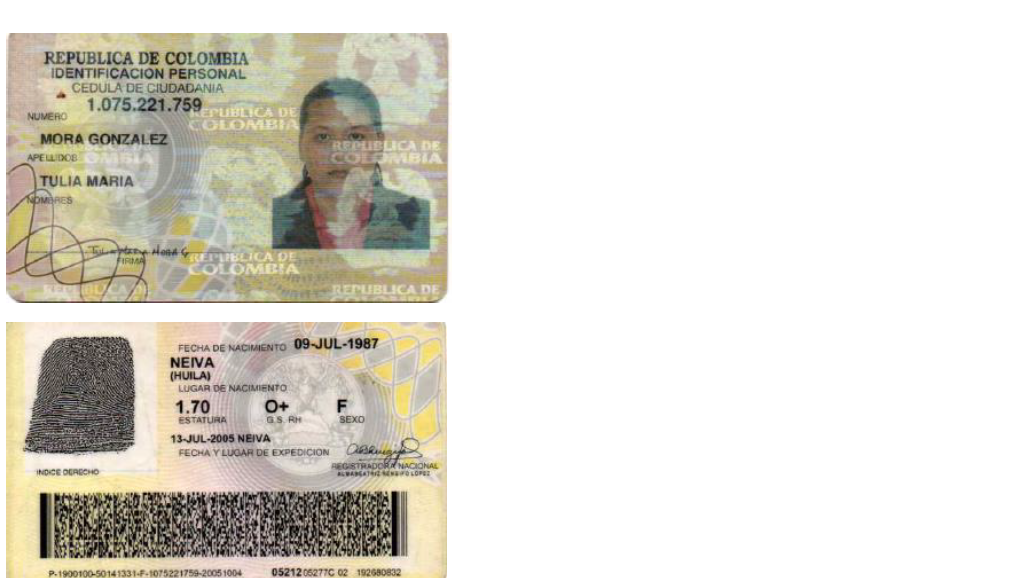 REPUBLICA DE COLOMBIA
IDENTIFICACION PERSONAL
CEDULA DE CIUDADANIA
1.075.221.759
NUMERO
MORA GONZALEZ
APELLIDOS
TULIA MARIA
NOMBRES
Tulia Maria Mora G
FIRMA
REPUBLICA DE
COLOMBIA
REPUBLICA DE
COLOMBIA
REPUBLICA DE
COLOMBIA
REPUBLICA DE
REPUBLICA DE
COLOMBIA
FECHA DE NACIMIENTO 09-JUL-1987
NEIVA
(HUILA)
LUGAR DE NACIMIENTO
1.70 O+ F
ESTATURA G.S. RH SEXO
13-JUL-2005 NEIVA
FECHA Y LUGAR DE EXPEDICION
INDICE DERECHO
REGISTRADORA NACIONAL
ALMABEATRIZ RENGIFO LOPEZ
P-1900100-50141331-F-1075221759-20051004 05212 05277C 02 192680832